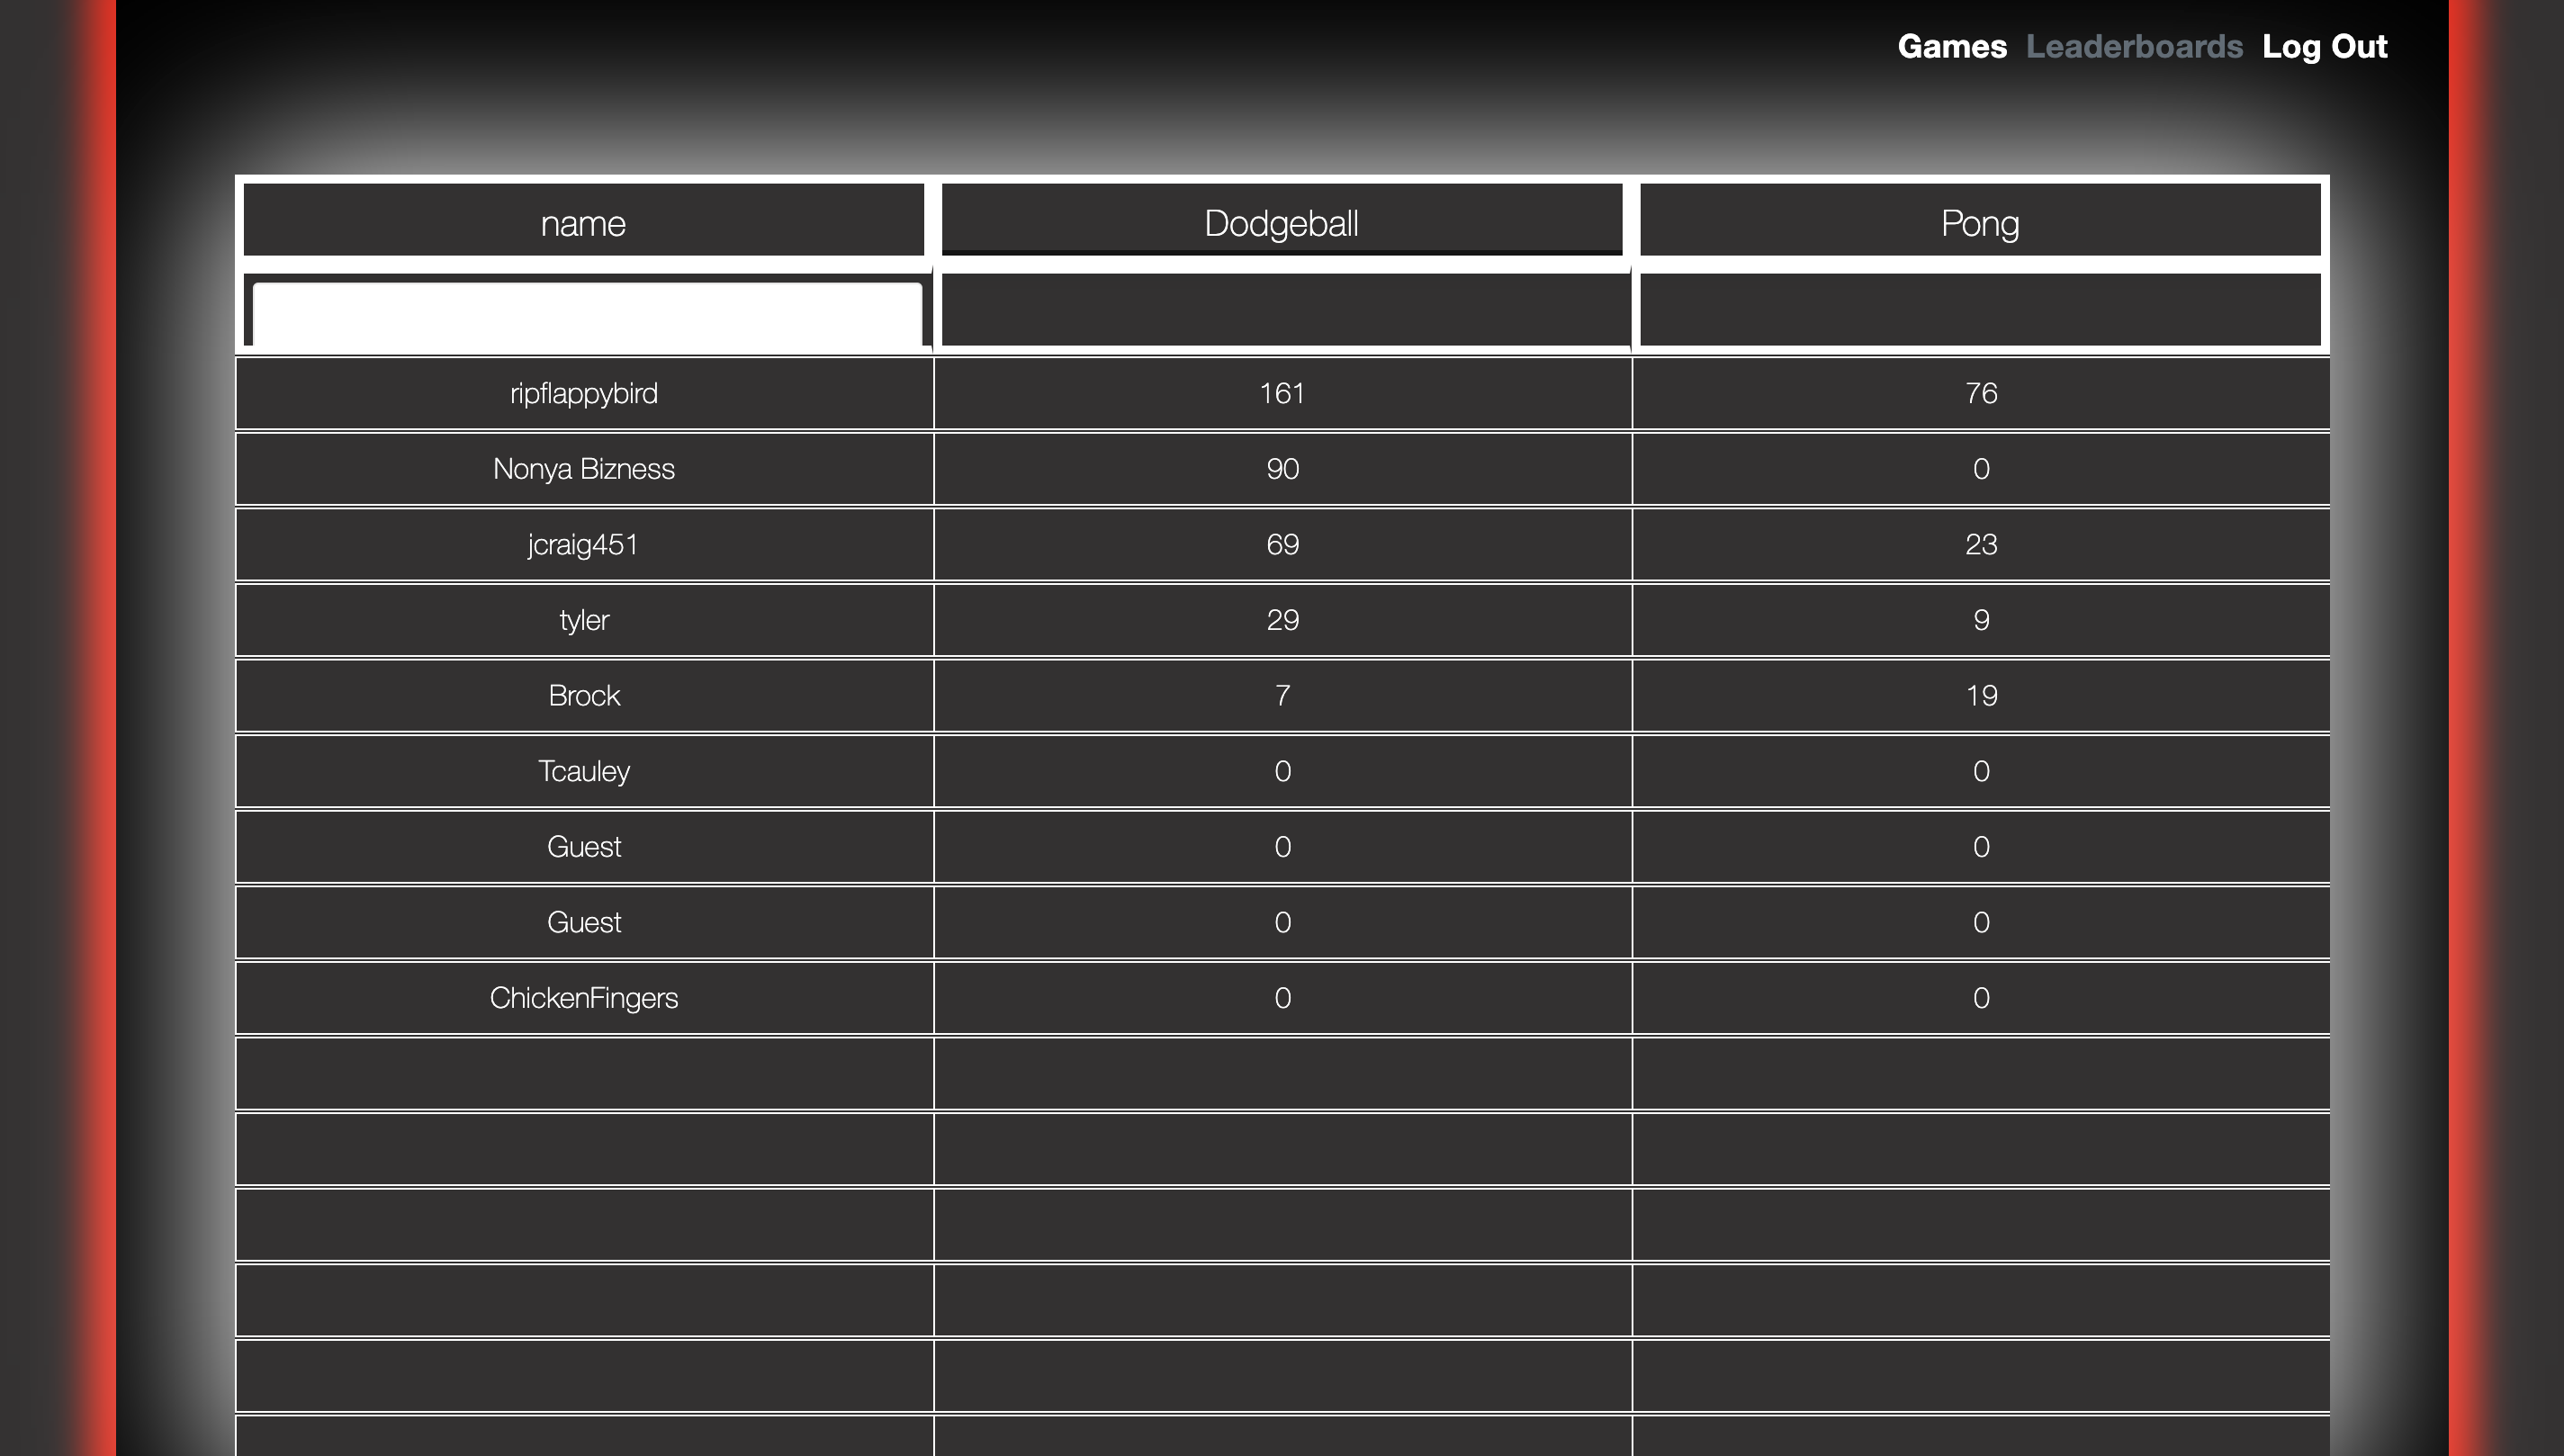 Games Leaderboards Log Out
name Dodgeball Pong
ripflappybird 161 76
Nonya Bizness 90 0
jcraig451 69 23
tyler 29 9
Brock 7 19
Tcauley 0 0
Guest 0 0
Guest 0 0
ChickenFingers 0 0